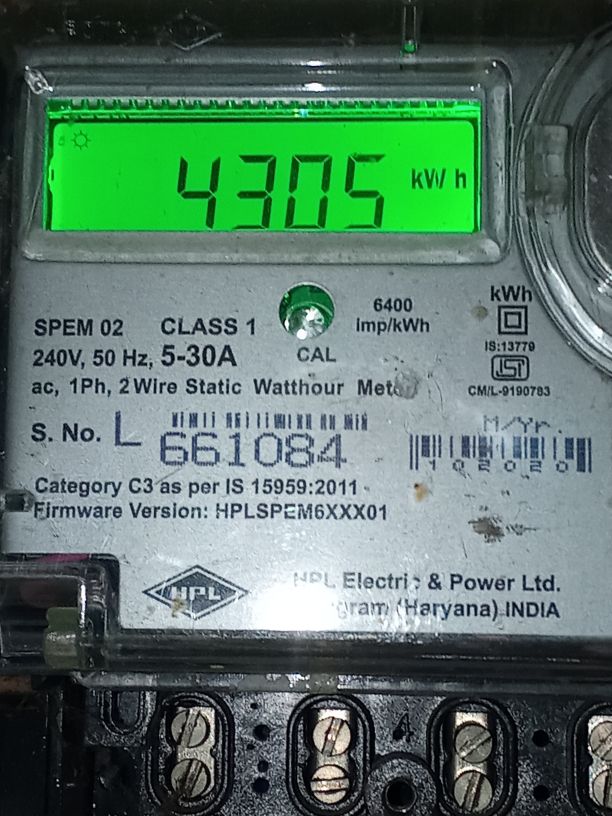 4305 kW h
kWh
6400
imp/kWh
SPEM 02 CLASS 1
240V, 50 Hz, 5-30A
CAL
IS:13779
CM/L-9190783
ac, 1Ph, 2 Wire Static Watthour
S. No. L 661084
M/Yr.
102020
Category C3 as per IS 15959:2011
Firmware Version: HPLSPEM6XXX01
HPL
HPL Electric & Power Ltd.
(Haryana) INDIA
4